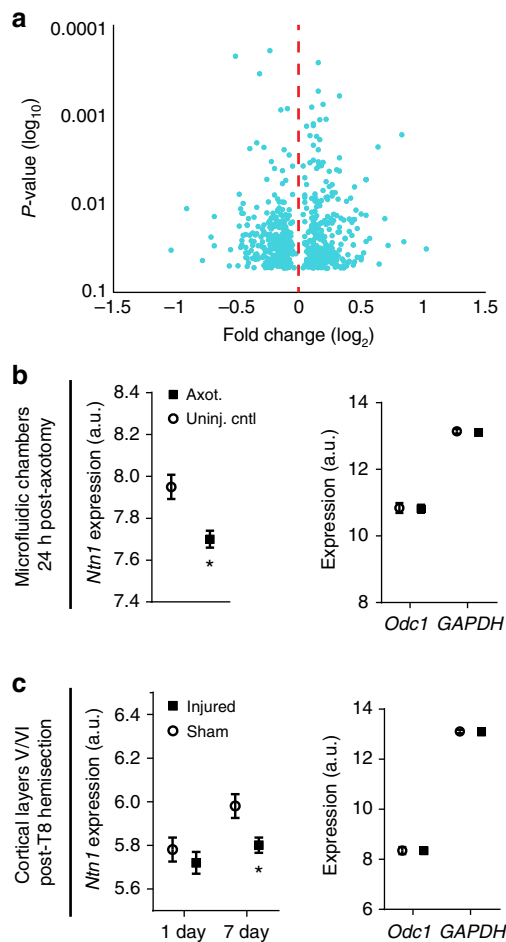 a
0.0001
0.001
0.01
0.1
P-value (log10)
−1.5 −1 −0.5 0 0.5 1 1.5
Fold change (log2)
b
Microfluidic chambers
24 h post-axotomy
Ntn1 expression (a.u.)
8.4
8.2
8.0
7.8
7.6
7.4
Axot.
Uninj. cntl
*
Expression (a.u.)
14
12
10
8
Odc1 GAPDH
c
Cortical layers V/VI
post-T8 hemisection
Ntn1 expression (a.u.)
6.4
6.2
6.0
5.8
5.6
Injured
Sham
*
1 day 7 day
Expression (a.u.)
14
12
10
8
6
Odc1 GAPDH